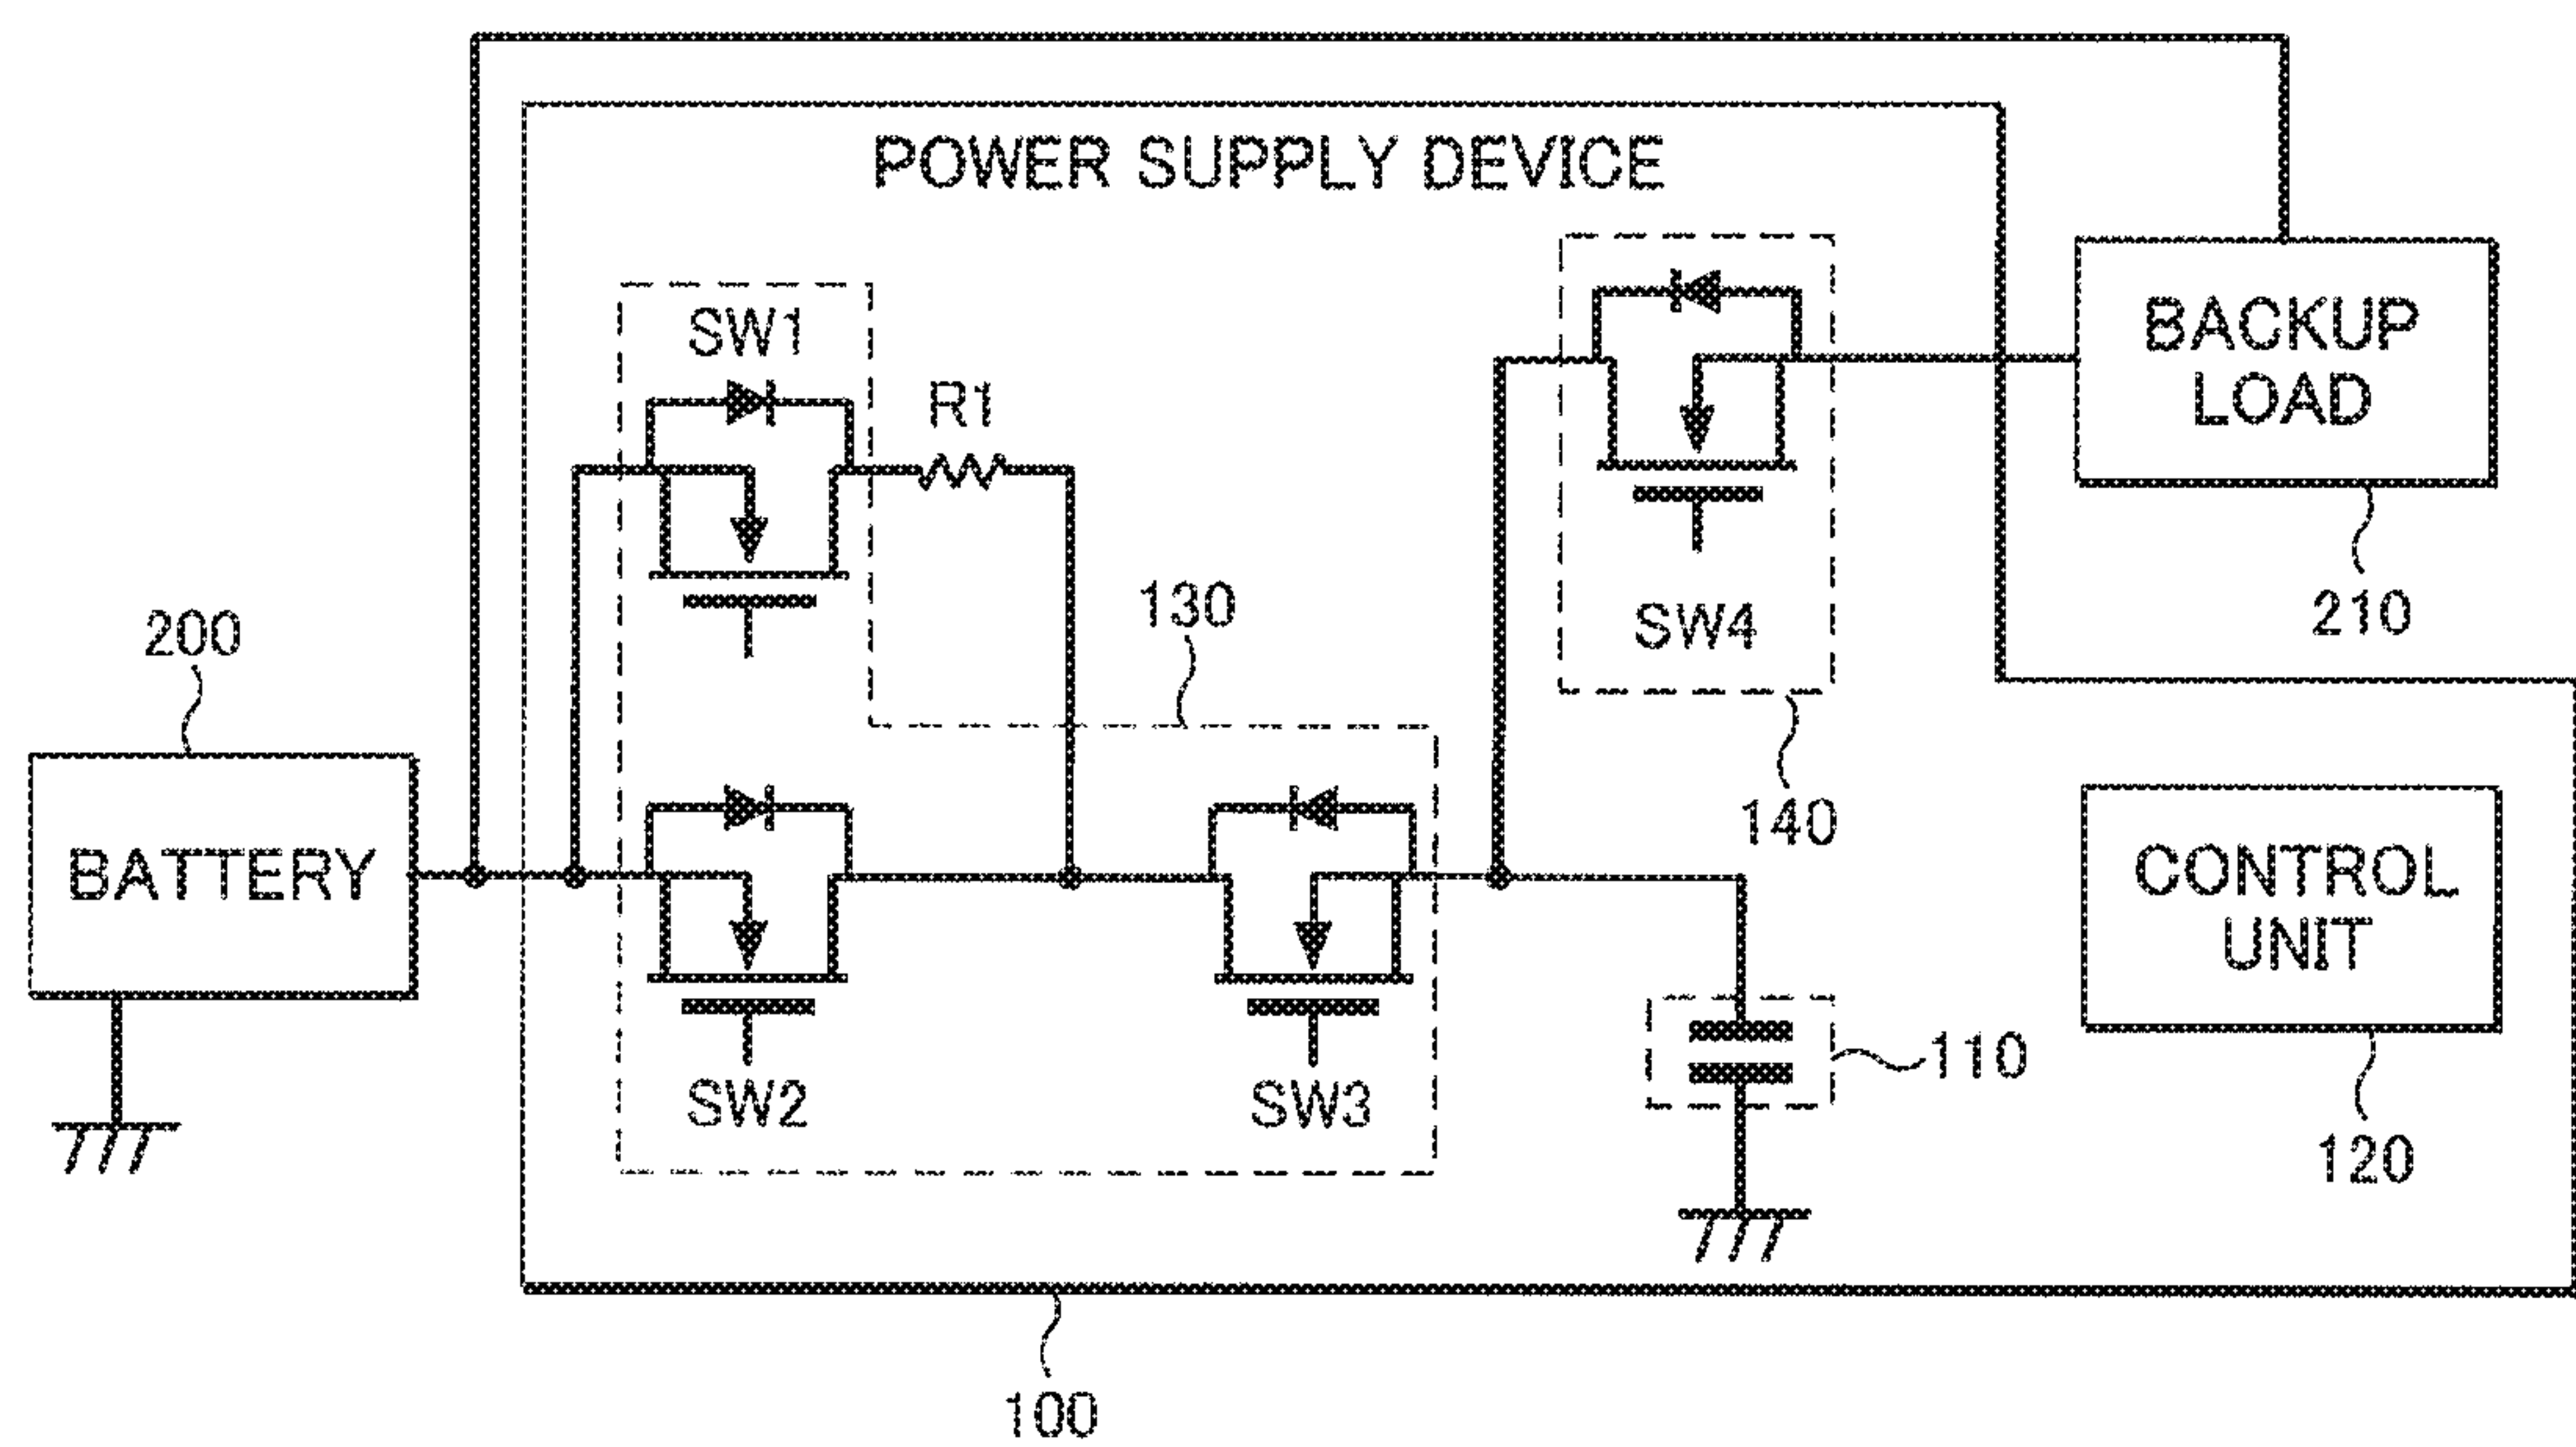 POWER SUPPLY DEVICE
SW1
R1
BACKUP
LOAD
210
SW4
130
140
200
BATTERY
CONTROL
UNIT
120
SW2
SW3
110
100